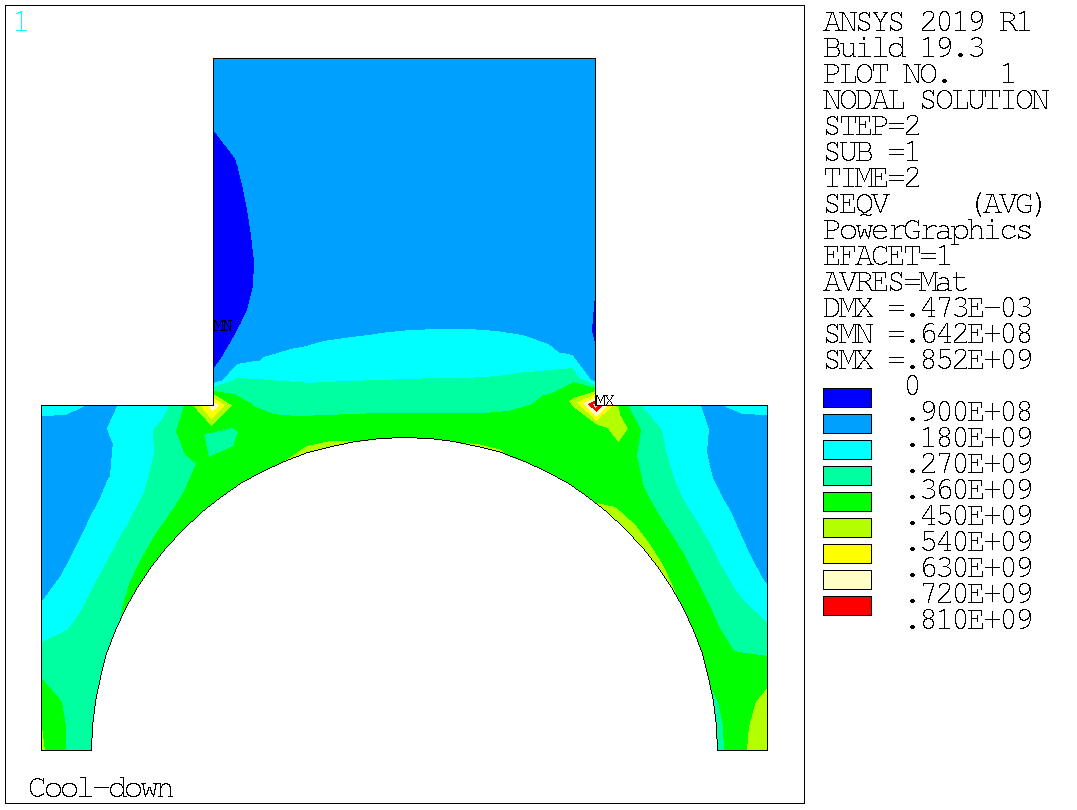 1
ANSYS 2019 R1
Build 19.3
PLOT NO. 1
NODAL SOLUTION
STEP=2
SUB =1
TIME=2
SEQV (AVG)
PowerGraphics
EFACET=1
AVRES=Mat
DMX =.473E-03
SMN =.642E+08
SMX =.852E+09
0
.900E+08
.180E+09
.270E+09
.360E+09
.450E+09
.540E+09
.630E+09
.720E+09
.810E+09
MN
MX
Cool-down